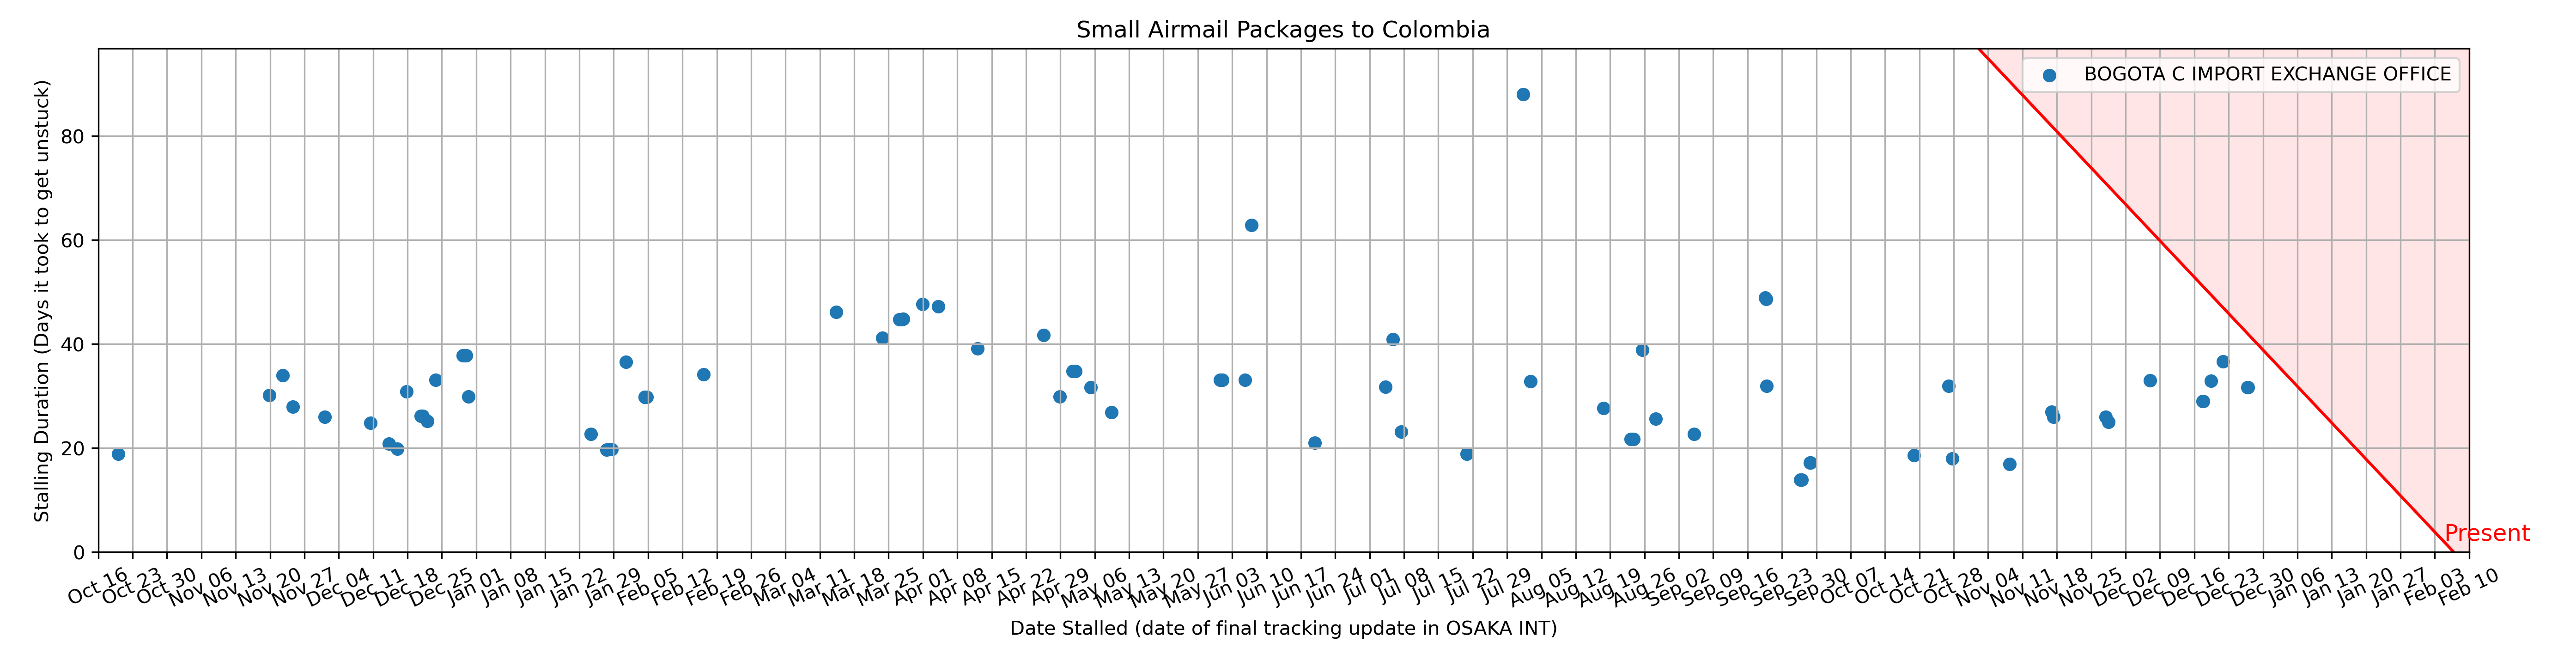 Small Airmail Packages to Colombia
BOGOTA C IMPORT EXCHANGE OFFICE
Stalling Duration (Days it took to get unstuck)
80
60
40
20
0
Present
Oct 16
Oct 23
Oct 30
Nov 06
Nov 13
Nov 20
Nov 27
Dec 04
Dec 11
Dec 18
Dec 25
Jan 01
Jan 08
Jan 15
Jan 22
Jan 29
Feb 05
Feb 12
Feb 19
Feb 26
Mar 04
Mar 11
Mar 18
Mar 25
Apr 01
Apr 08
Apr 15
Apr 22
Apr 29
May 06
May 13
May 20
May 27
Jun 03
Jun 10
Jun 17
Jun 24
Jul 01
Jul 08
Jul 15
Jul 22
Jul 29
Aug 05
Aug 12
Aug 19
Aug 26
Sep 02
Sep 09
Sep 16
Sep 23
Sep 30
Oct 07
Oct 14
Oct 21
Oct 28
Nov 04
Nov 11
Nov 18
Nov 25
Dec 02
Dec 09
Dec 16
Dec 23
Dec 30
Jan 06
Jan 13
Jan 20
Jan 27
Feb 03
Feb 10
Date Stalled (date of final tracking update in OSAKA INT)